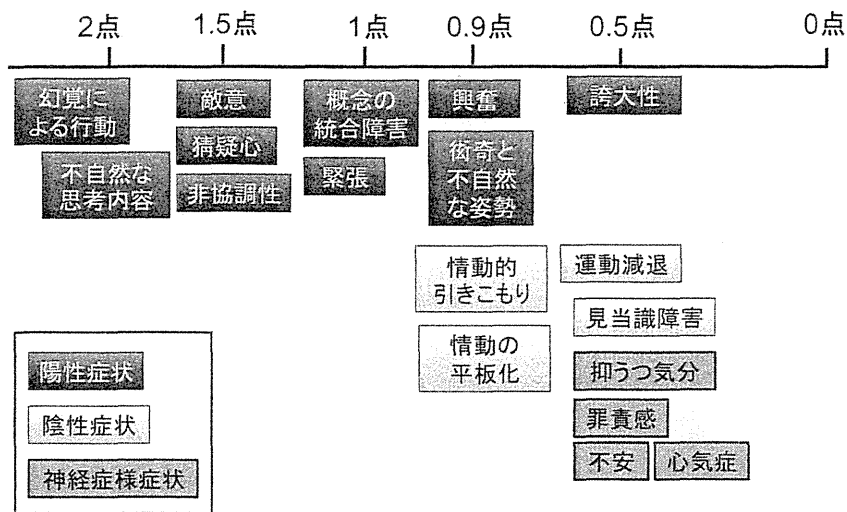 2点
1.5点
1点
0.9点
0.5点
0点
幻覚に
よる行動
不自然な
思考内容
敵意
猜疑心
非協調性
概念の
統合障害
緊張
興奮
衒奇と
不自然
な姿勢
誇大性
情動的
引きこもり
情動の
平板化
運動減退
見当識障害
抑うつ気分
罪責感
不安
心気症
陽性症状
陰性症状
神経症様症状